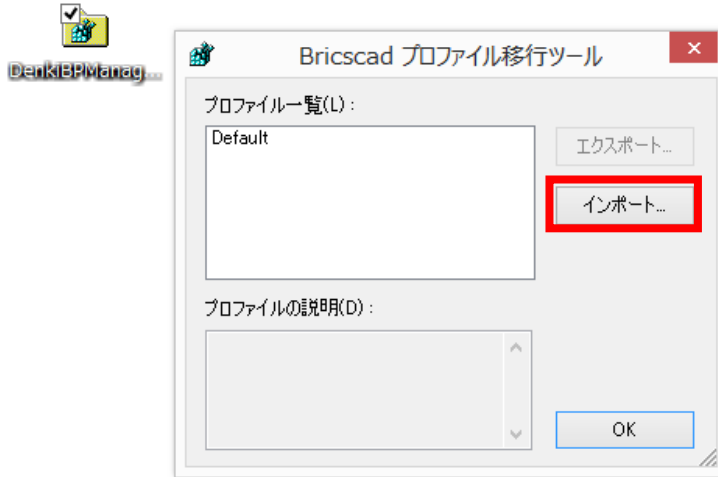 DenkiBPManag...
Bricscad プロファイル移行ツール
プロファイル一覧(L) :
Default
エクスポート...
インポート...
プロファイルの説明(D) :
OK